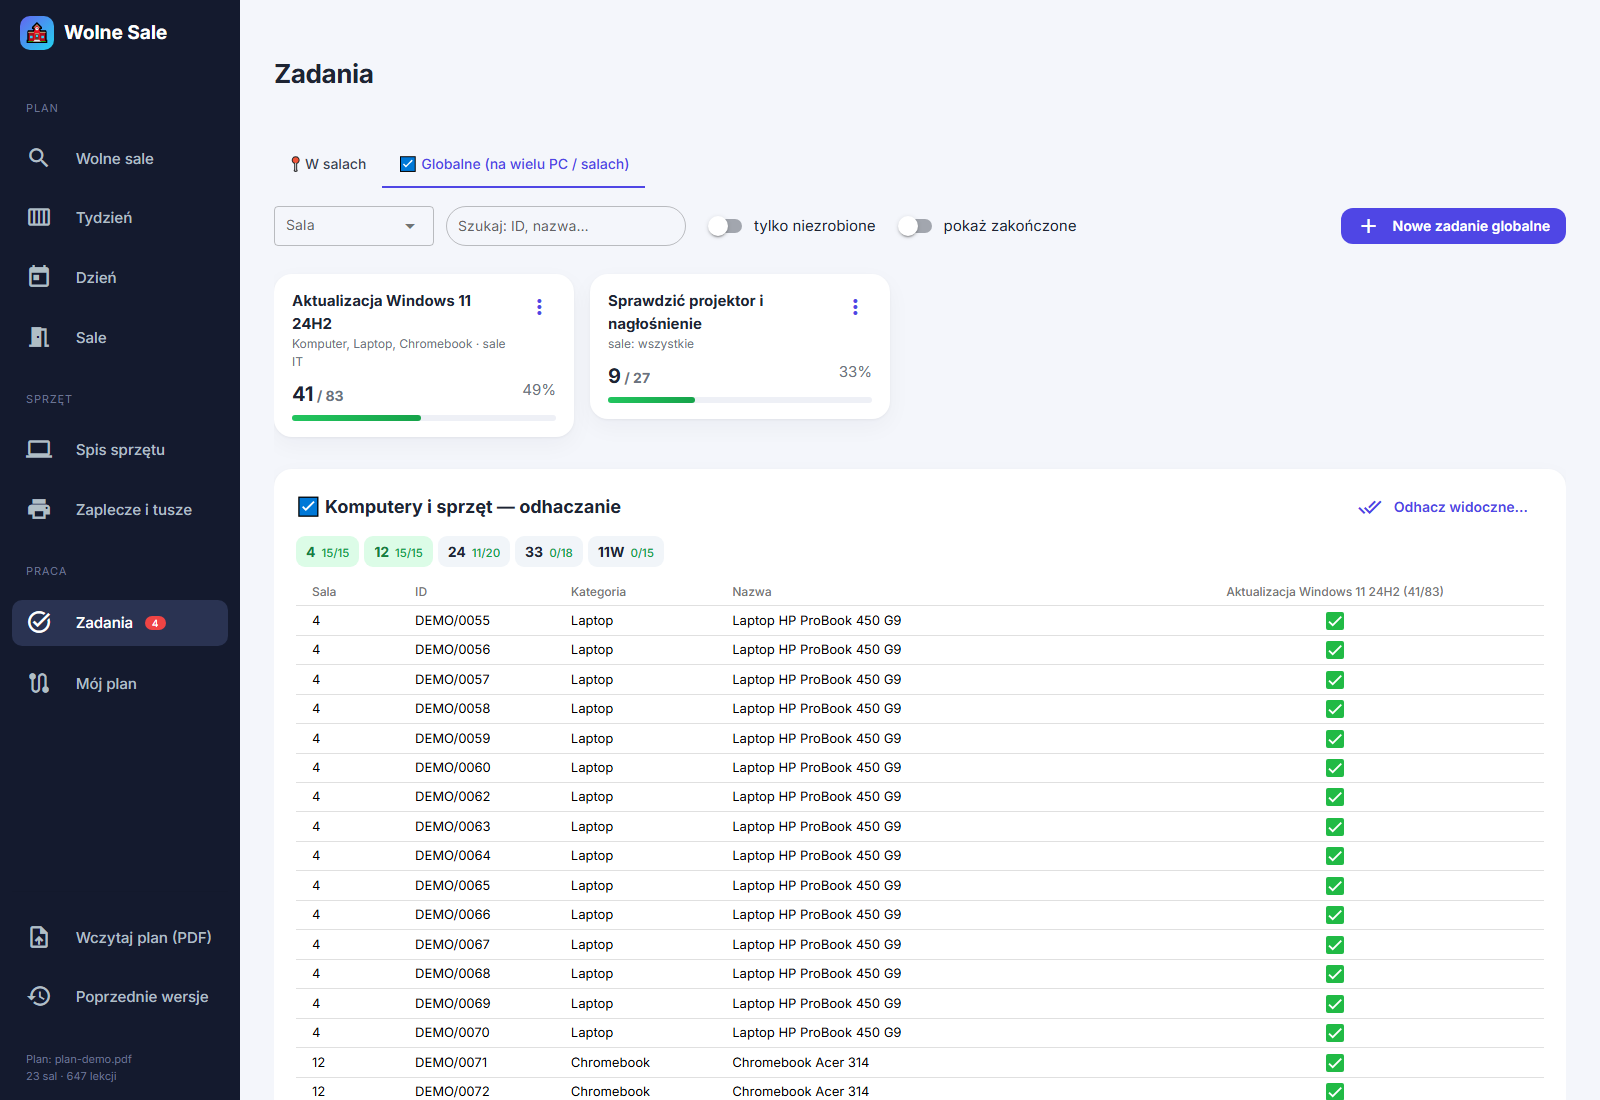 Wolne Sale
PLAN
Wolne sale
Tydzień
Dzień
Sale
SPRZĘT
Spis sprzętu
Zaplecze i tusze
PRACA
Zadania 4
Mój plan
Wczytaj plan (PDF)
Poprzednie wersje
Plan: plan-demo.pdf
23 sal · 647 lekcji
Zadania
W salach
Globalne (na wielu PC / salach)
Sala
Szukaj: ID, nazwa...
tylko niezrobione
pokaż zakończone
Nowe zadanie globalne
Aktualizacja Windows 11
24H2
Komputer, Laptop, Chromebook · sale
IT
41 / 83
49%
Sprawdzić projektor i
nagłośnienie
sale: wszystkie
9 / 27
33%
Komputery i sprzęt — odhaczanie
Odhacz widoczne...
4 15/15
12 15/15
24 11/20
33 0/18
11W 0/15
Sala ID Kategoria Nazwa Aktualizacja Windows 11 24H2 (41/83)
4 DEMO/0055 Laptop Laptop HP ProBook 450 G9
4 DEMO/0056 Laptop Laptop HP ProBook 450 G9
4 DEMO/0057 Laptop Laptop HP ProBook 450 G9
4 DEMO/0058 Laptop Laptop HP ProBook 450 G9
4 DEMO/0059 Laptop Laptop HP ProBook 450 G9
4 DEMO/0060 Laptop Laptop HP ProBook 450 G9
4 DEMO/0062 Laptop Laptop HP ProBook 450 G9
4 DEMO/0063 Laptop Laptop HP ProBook 450 G9
4 DEMO/0064 Laptop Laptop HP ProBook 450 G9
4 DEMO/0065 Laptop Laptop HP ProBook 450 G9
4 DEMO/0066 Laptop Laptop HP ProBook 450 G9
4 DEMO/0067 Laptop Laptop HP ProBook 450 G9
4 DEMO/0068 Laptop Laptop HP ProBook 450 G9
4 DEMO/0069 Laptop Laptop HP ProBook 450 G9
4 DEMO/0070 Laptop Laptop HP ProBook 450 G9
12 DEMO/0071 Chromebook Chromebook Acer 314
12 DEMO/0072 Chromebook Chromebook Acer 314